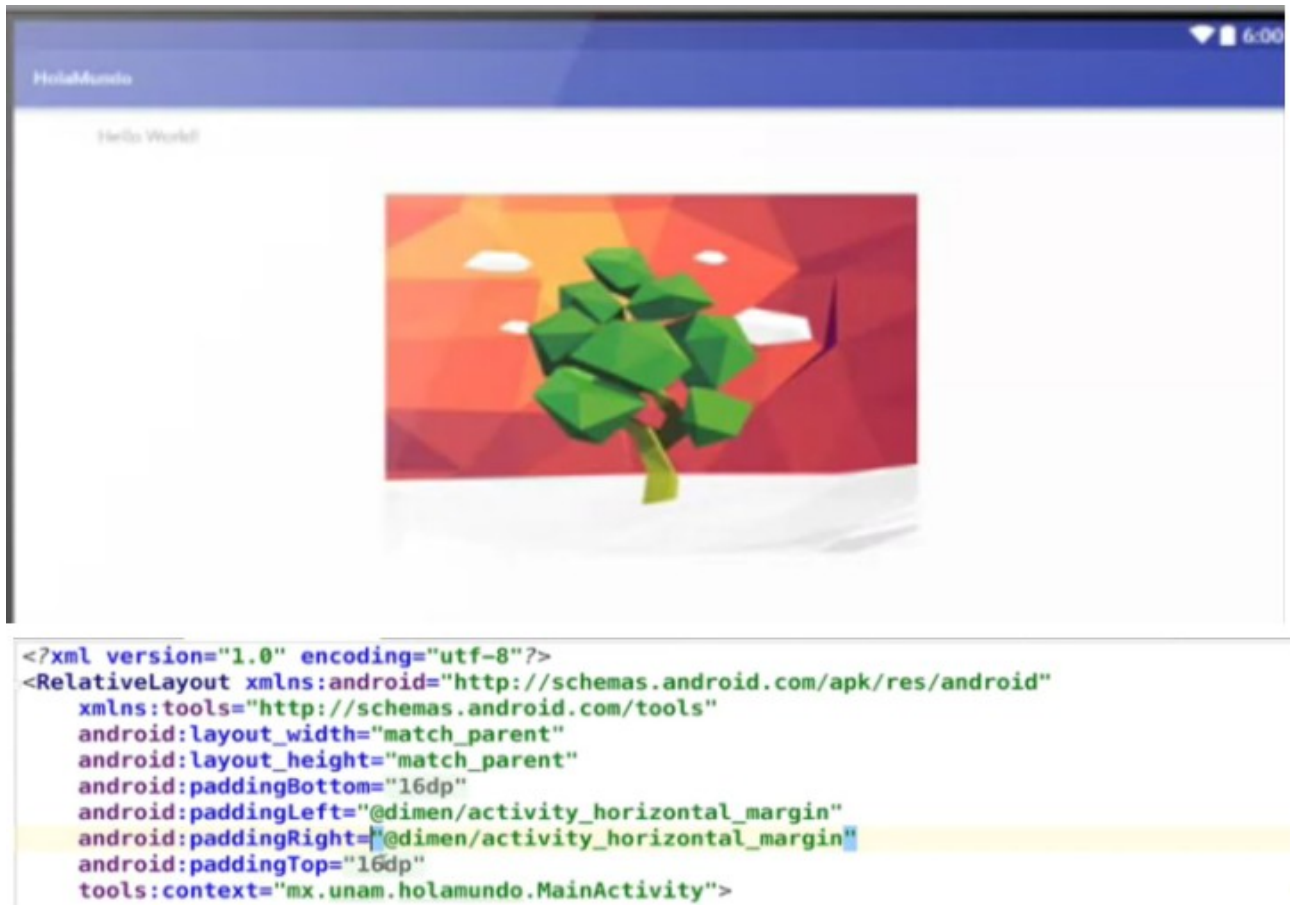 6:00
HolaMundo
Hello World!
<?xml version="1.0" encoding="utf-8"?>
<RelativeLayout xmlns:android="http://schemas.android.com/apk/res/android"
xmlns:tools="http://schemas.android.com/tools"
android:layout_width="match_parent"
android:layout_height="match_parent"
android:paddingBottom="16dp"
android:paddingLeft="@dimen/activity_horizontal_margin"
android:paddingRight="@dimen/activity_horizontal_margin"
android:paddingTop="16dp"
tools:context="mx.unam.holamundo.MainActivity">